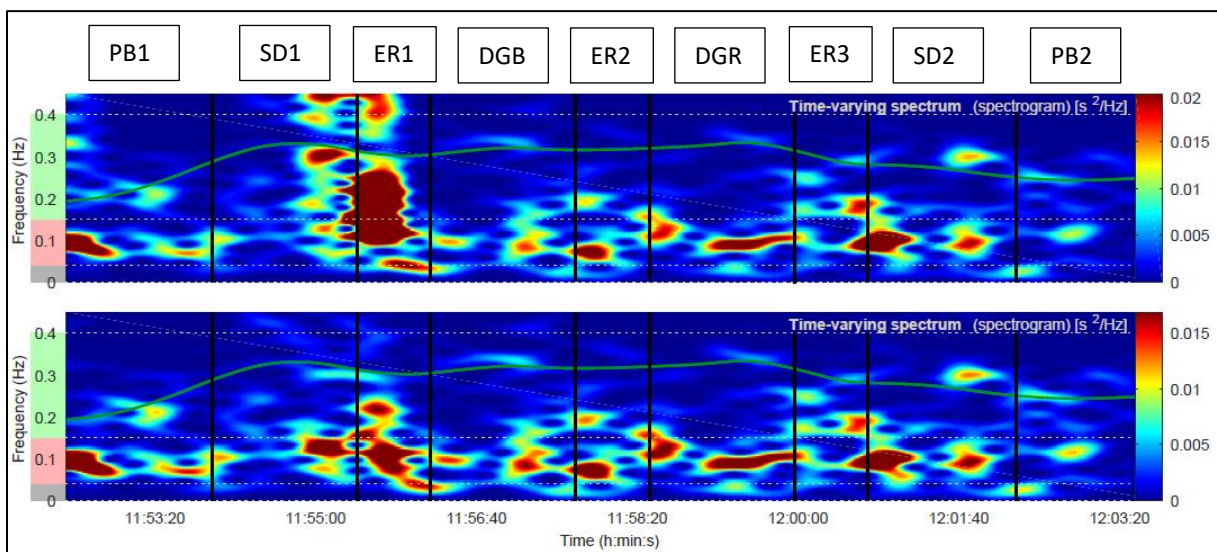 PB1 SD1 ER1 DGB ER2 DGR ER3 SD2 PB2
Time-varying spectrum (spectrogram) [s 2/Hz]
Frequency (Hz)
0.4
0.3
0.2
0.1
0
0.02
0.015
0.01
0.005
0
Time-varying spectrum (spectrogram) [s 2/Hz]
Frequency (Hz)
0.4
0.3
0.2
0.1
0
0.015
0.01
0.005
0
11:53:20 11:55:00 11:56:40 11:58:20 12:00:00 12:01:40 12:03:20
Time (h:min:s)